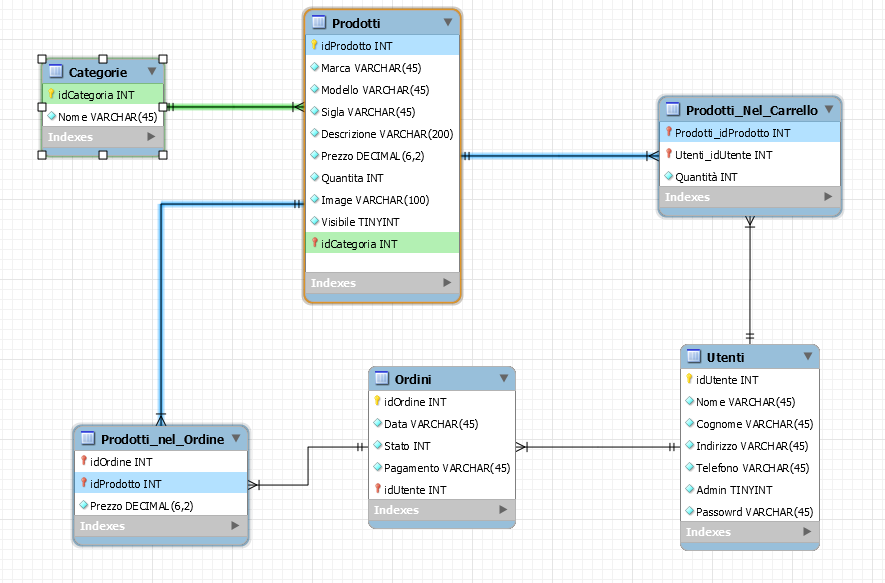 Categorie
idCategoria INT
Nome VARCHAR(45)
Indexes
Prodotti
idProdotto INT
Marca VARCHAR(45)
Modello VARCHAR(45)
Sigla VARCHAR(45)
Descrizione VARCHAR(200)
Prezzo DECIMAL(6,2)
Quantita INT
Image VARCHAR(100)
Visibile TINYINT
idCategoria INT
Indexes
Prodotti_Nel_Carrello
Prodotti_idProdotto INT
Utenti_idUtente INT
Quantità INT
Indexes
Prodotti_nel_Ordine
idOrdine INT
idProdotto INT
Prezzo DECIMAL(6,2)
Indexes
Ordini
idOrdine INT
Data VARCHAR(45)
Stato INT
Pagamento VARCHAR(45)
idUtente INT
Indexes
Utenti
idUtente INT
Nome VARCHAR(45)
Cognome VARCHAR(45)
Indirizzo VARCHAR(45)
Telefono VARCHAR(45)
Admin TINYINT
Passowrd VARCHAR(45)
Indexes